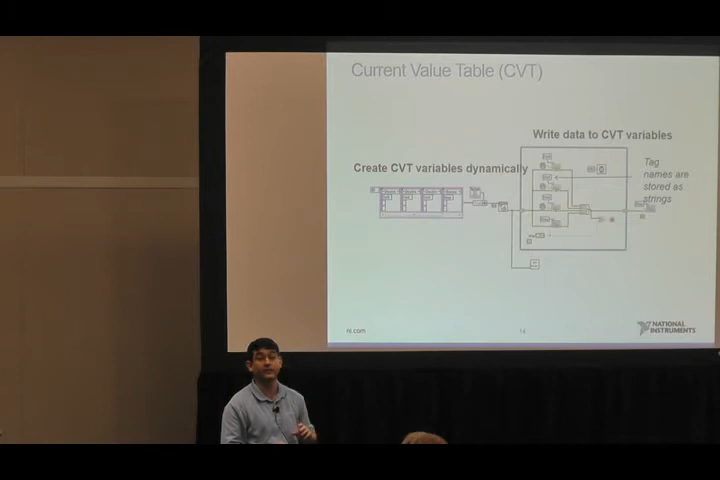 Current Value Table (CVT)
Write data to CVT variables
Create CVT variables dynamically
Tag
names are
stored as
strings
ni.com
14
NATIONAL
INSTRUMENTS